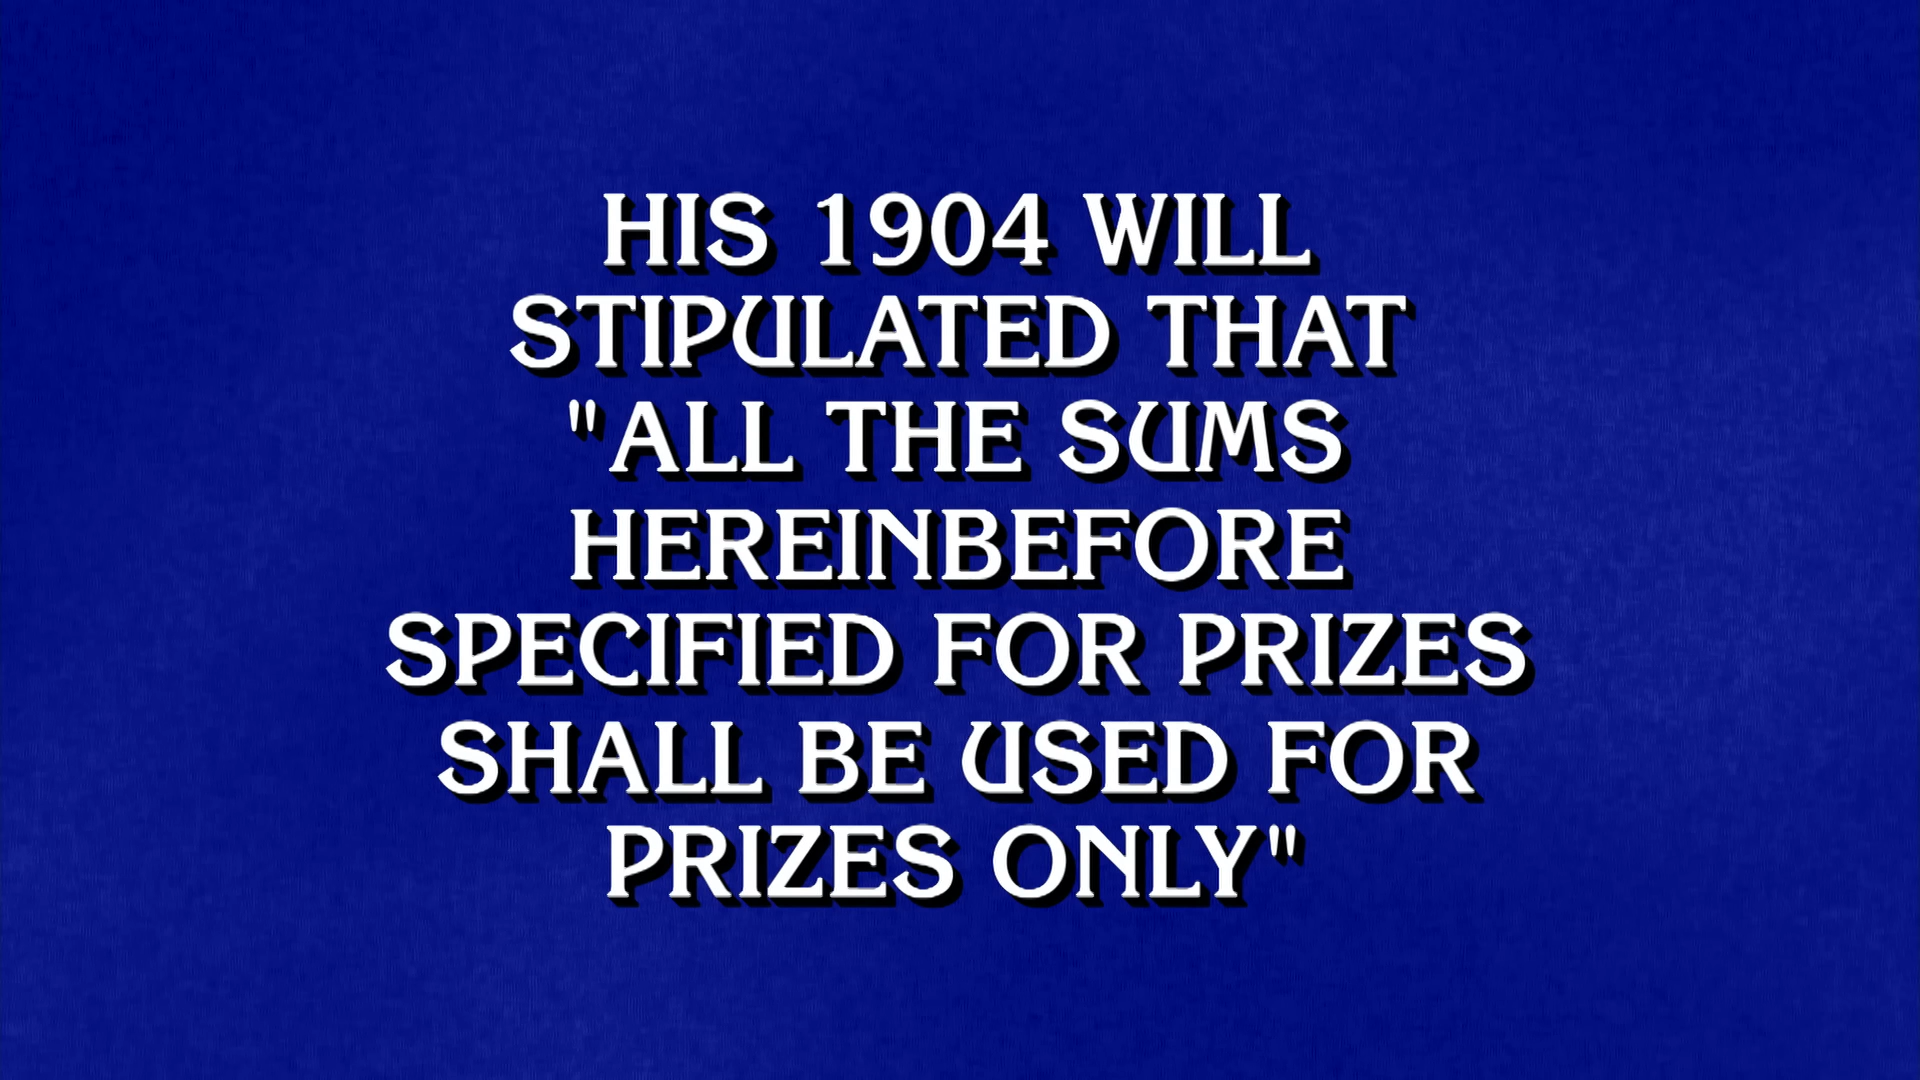 HIS 1904 WILL
STIPULATED THAT
"ALL THE SUMS
HEREINBEFORE
SPECIFIED FOR PRIZES
SHALL BE USED FOR
PRIZES ONLY"